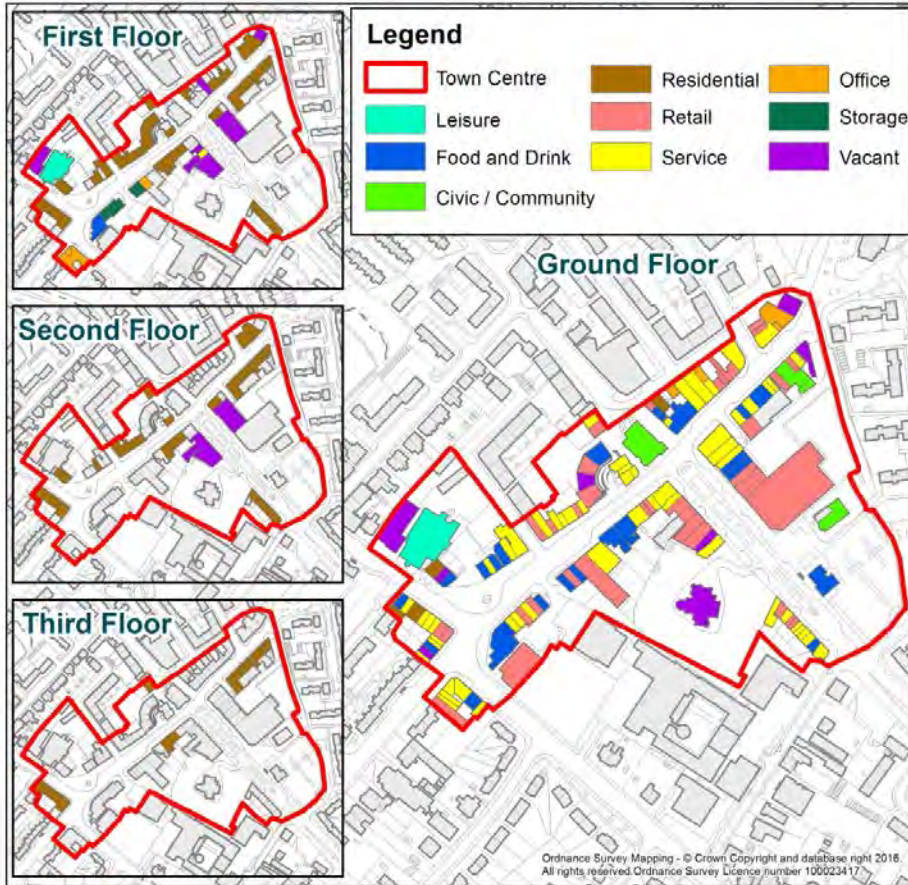 First Floor
Legend
Town Centre
Residential
Office
Leisure
Retail
Storage
Food and Drink
Service
Vacant
Civic / Community
Ground Floor
Second Floor
Third Floor
Ordnance Survey Mapping - © Crown Copyright and database right 2018.
All rights reserved.Ordnance Survey Licence number 100023417